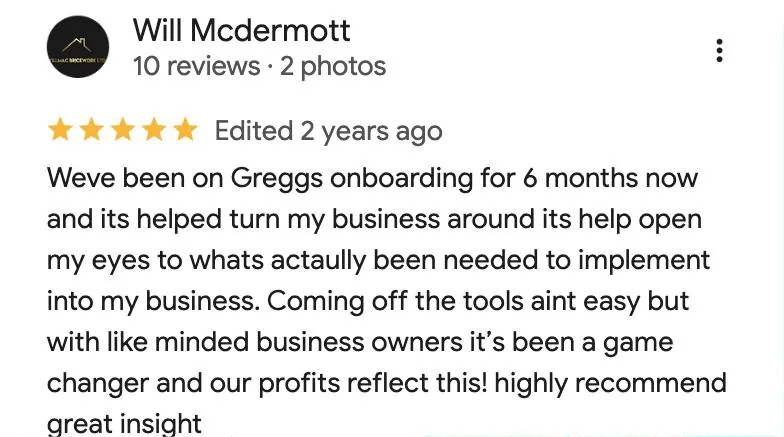 Will Mcdermott
10 reviews · 2 photos
Edited 2 years ago
Weve been on Greggs onboarding for 6 months now
and its helped turn my business around its help open
my eyes to whats actaully been needed to implement
into my business. Coming off the tools aint easy but
with like minded business owners it’s been a game
changer and our profits reflect this! highly recommend
great insight